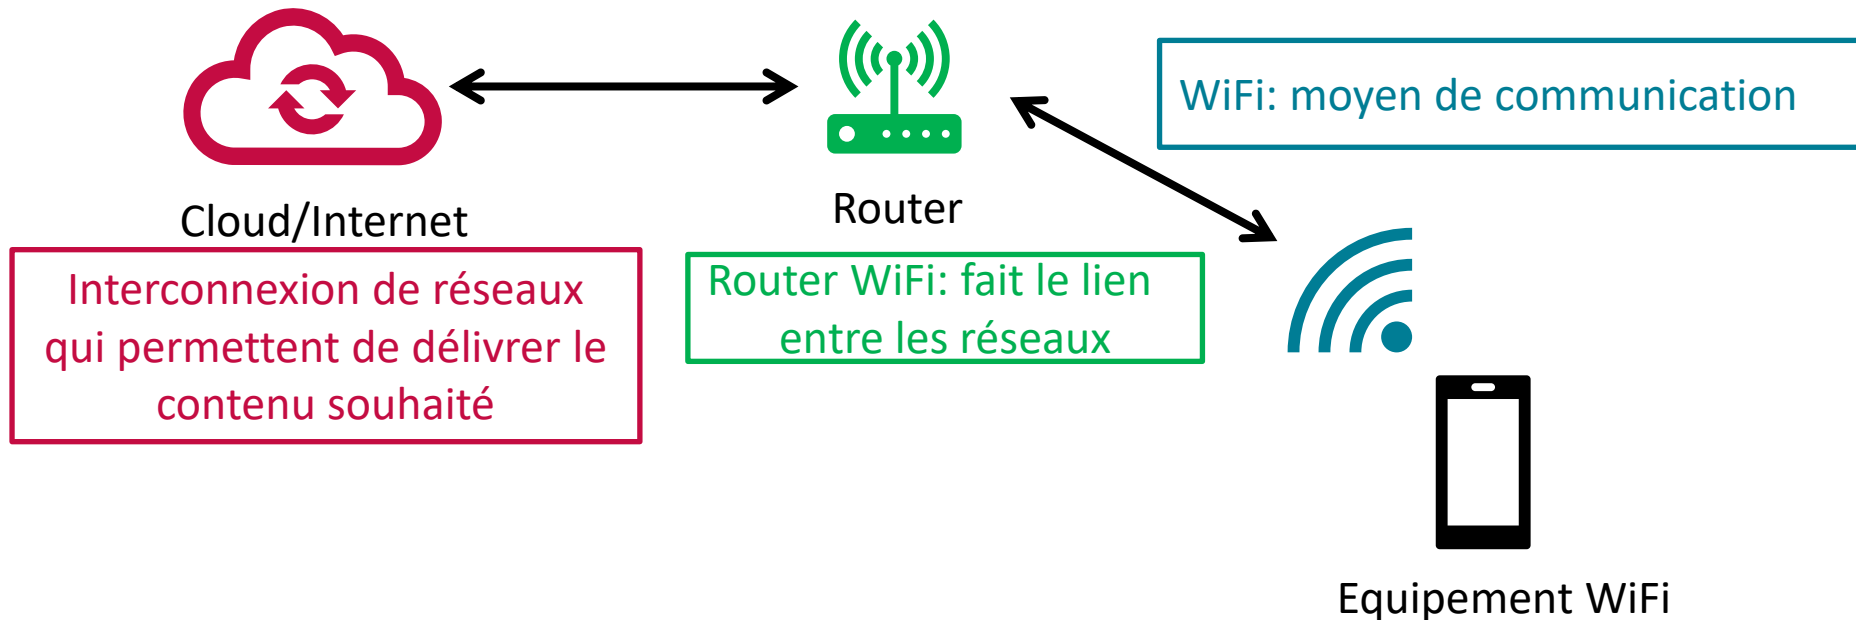 WiFi: moyen de communication
Cloud/Internet
Router
Interconnexion de réseaux
qui permettent de délivrer le
contenu souhaité
Router WiFi: fait le lien
entre les réseaux
Equipement WiFi